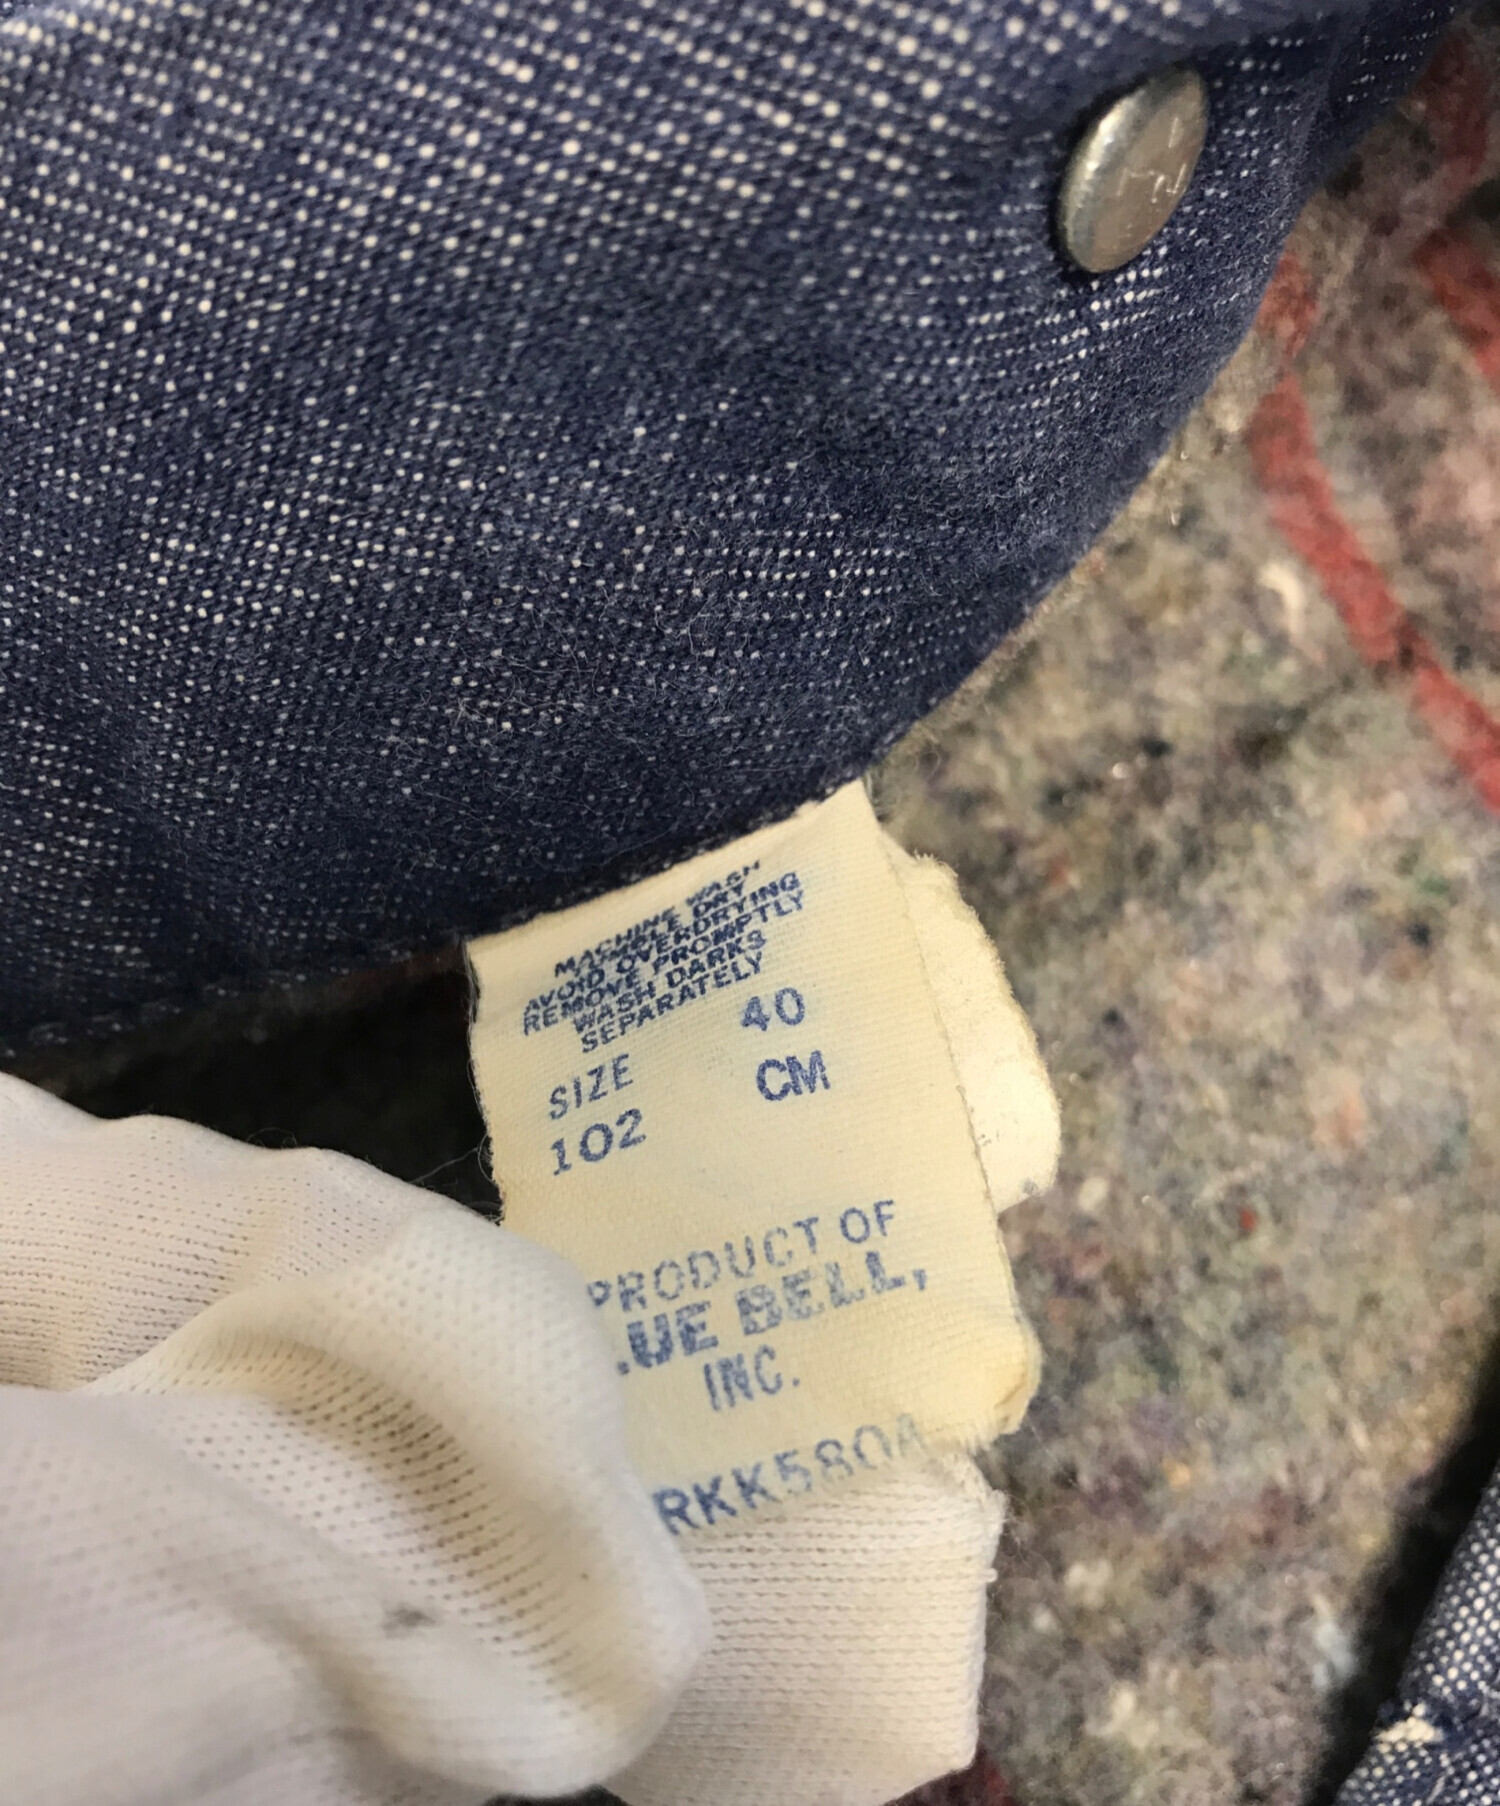 MACHINE WASH
TUMBLE DRY
AVOID OVERDRYING
REMOVE PROMPTLY
WASH DARKS
SEPARATELY
SIZE 40
102 CM
PRODUCT OF
LUE BELL,
INC.
RKK580A